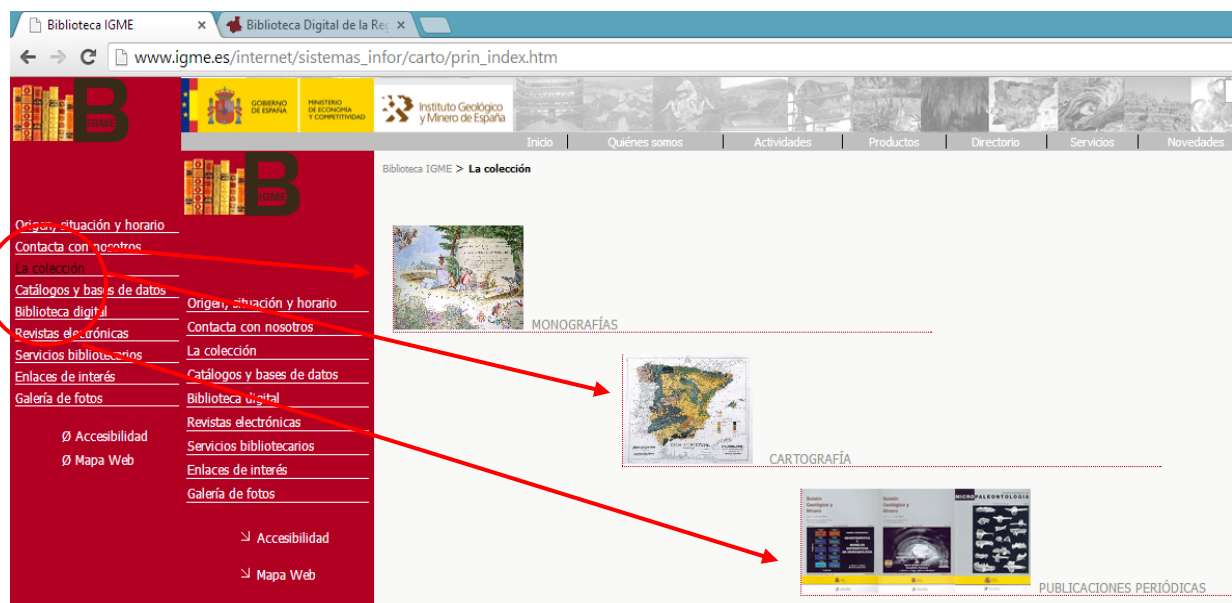 Biblioteca IGME
Biblioteca Digital de la Reg
www.igme.es/internet/sistemas_infor/carto/prin_index.htm
IGME
B
GOBIERNO
DE ESPAÑA
MINISTERIO
DE ECONOMÍA
Y COMPETITIVIDAD
Instituto Geológico
y Minero de España
Inicio
Quiénes somos
Actividades
Productos
Directorio
Servicios
Novedades
IGME
B
Biblioteca IGME > La colección
Origen, situación y horario
Contacta con nosotros
La colección
Catálogos y bases de datos
Biblioteca digital
Revistas electrónicas
Servicios bibliotecarios
Enlaces de interés
Galería de fotos
Ø Accesibilidad
Ø Mapa Web
Origen, situación y horario
Contacta con nosotros
La colección
Catálogos y bases de datos
Biblioteca digital
Revistas electrónicas
Servicios bibliotecarios
Enlaces de interés
Galería de fotos
Accesibilidad
Mapa Web
MONOGRAFÍAS
CARTOGRAFÍA
Boletín
Geológico y
Minero
Boletín
Geológico y
Minero
MICROPALEONTOLOGIA
PUBLICACIONES PERIÓDICAS